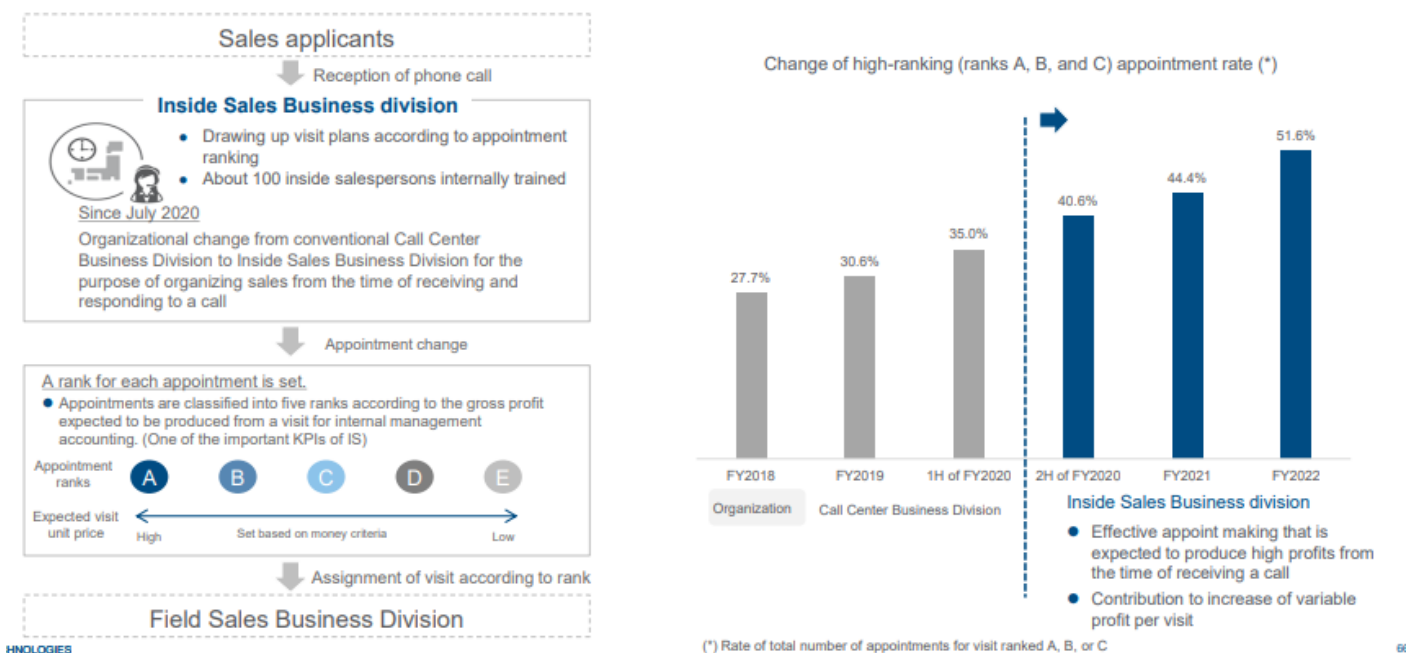 Sales applicants
Reception of phone call
Inside Sales Business division
● Drawing up visit plans according to appointment
ranking
● About 100 inside salespersons internally trained
Since July 2020
Organizational change from conventional Call Center
Business Division to Inside Sales Business Division for the
purpose of organizing sales from the time of receiving and
responding to a call
Appointment change
A rank for each appointment is set.
● Appointments are classified into five ranks according to the gross profit
expected to be produced from a visit for internal management
accounting. (One of the important KPIs of IS)
Appointment
ranks
A B C D E
Expected visit
unit price
High Set based on money criteria Low
Assignment of visit according to rank
Field Sales Business Division
HNOLOGIES
Change of high-ranking (ranks A, B, and C) appointment rate (*)
27.7%
30.6%
35.0%
40.6%
44.4%
51.6%
FY2018 FY2019 1H of FY2020 2H of FY2020 FY2021 FY2022
Organization Call Center Business Division
Inside Sales Business division
● Effective appoint making that is
expected to produce high profits from
the time of receiving a call
● Contribution to increase of variable
profit per visit
(*) Rate of total number of appointments for visit ranked A, B, or C